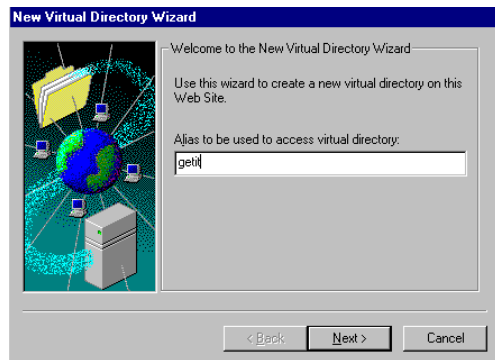 New Virtual Directory Wizard
Welcome to the New Virtual Directory Wizard
Use this wizard to create a new virtual directory on this
Web Site.
Alias to be used to access virtual directory:
getit
< Back
Next >
Cancel